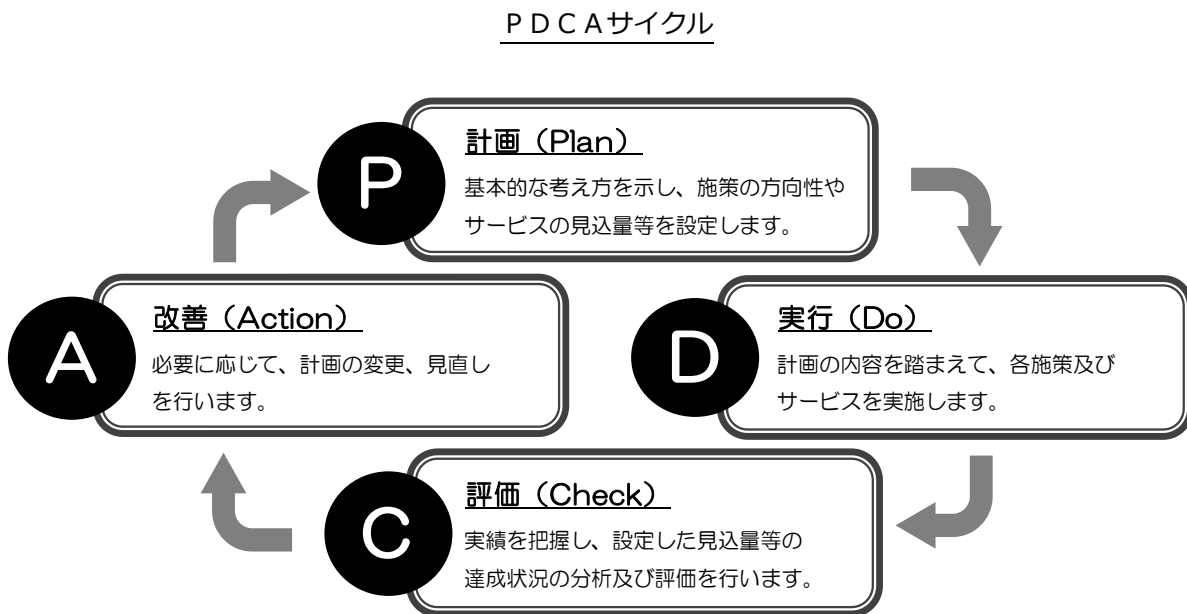 ＰＤＣＡサイクル
P
計画（Plan）
基本的な考え方を示し、施策の方向性や
サービスの見込量等を設定します。
D
実行（Do）
計画の内容を踏まえて、各施策及び
サービスを実施します。
C
評価（Check）
実績を把握し、設定した見込量等の
達成状況の分析及び評価を行います。
A
改善（Action）
必要に応じて、計画の変更、見直し
を行います。